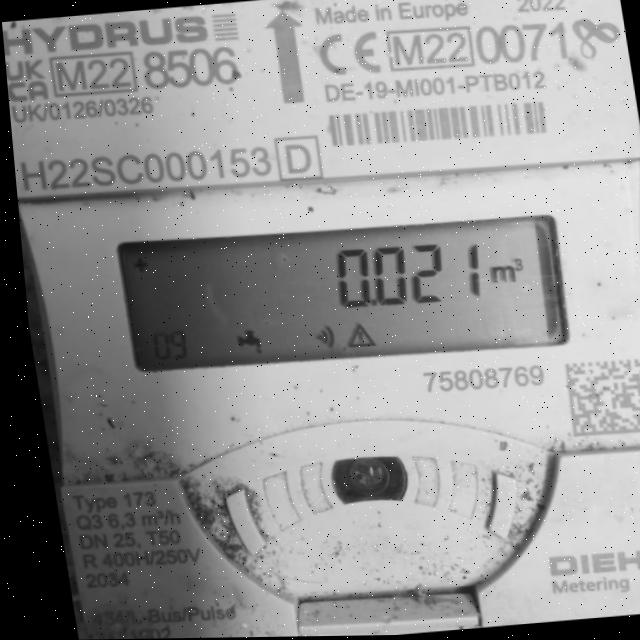 HYDRUS
Made in Europe
2022
UK CA M22 8506
CE M22 0071
UK/0126/0326
DE-19-MI001-PTB012
H22SC000153 D
+
0.021 m³
09
75808769
Type 173
Q3 6,3 m³/h
DN 25, T50
R 400H/250V
2034
DIEH
Metering